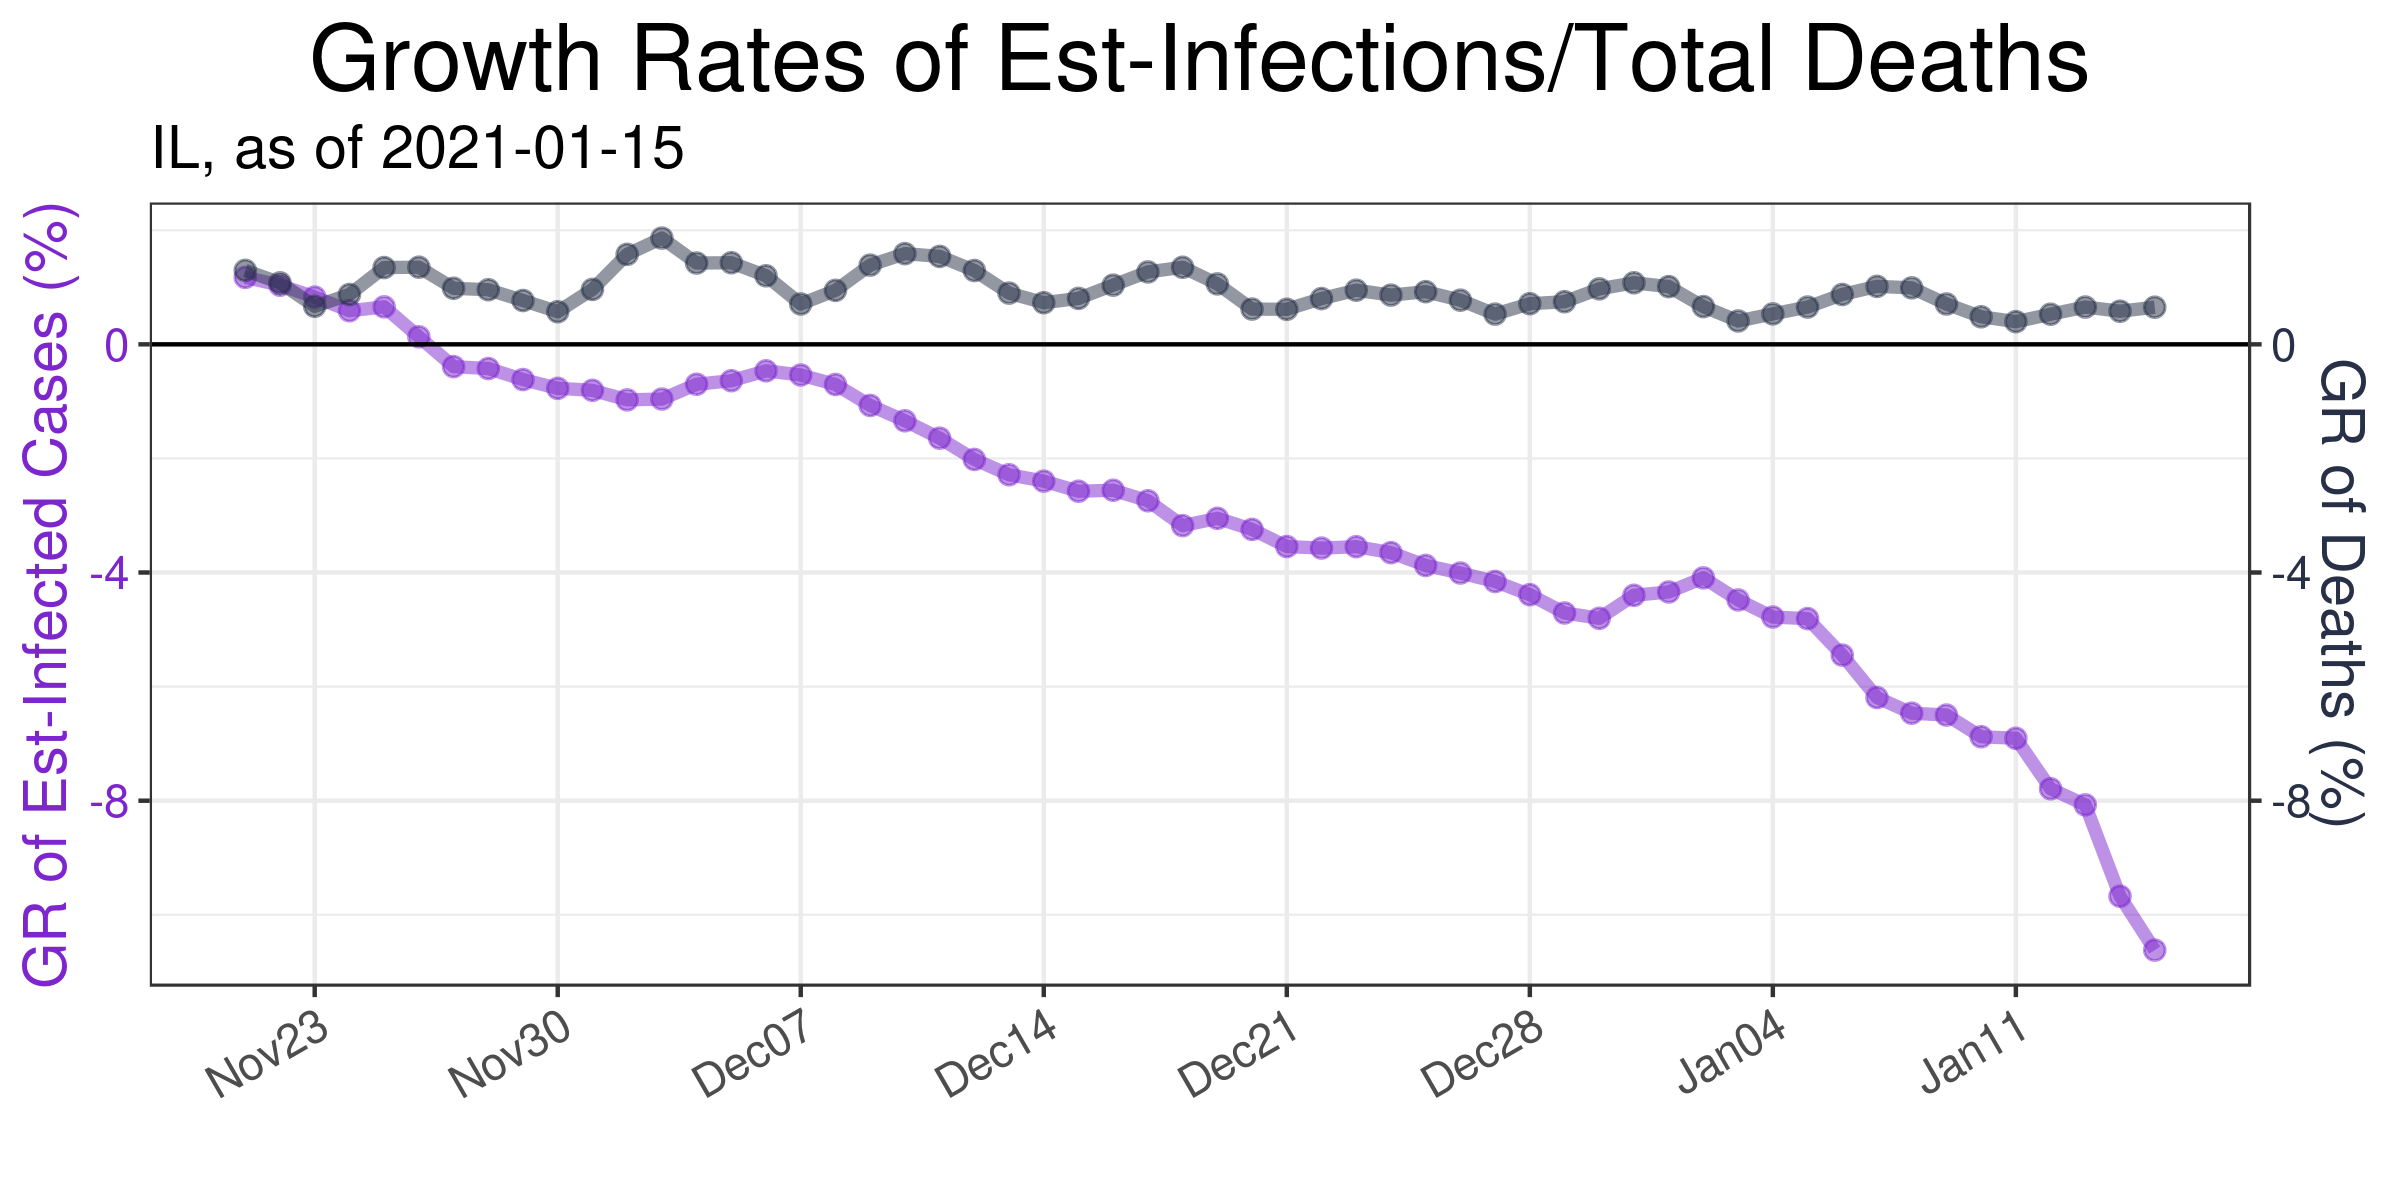 Growth Rates of Est-Infections/Total Deaths
IL, as of 2021-01-15
GR of Est-Infected Cases (%)
0
-4
-8
0
-4
-8
GR of Deaths (%)
Nov23
Nov30
Dec07
Dec14
Dec21
Dec28
Jan04
Jan11